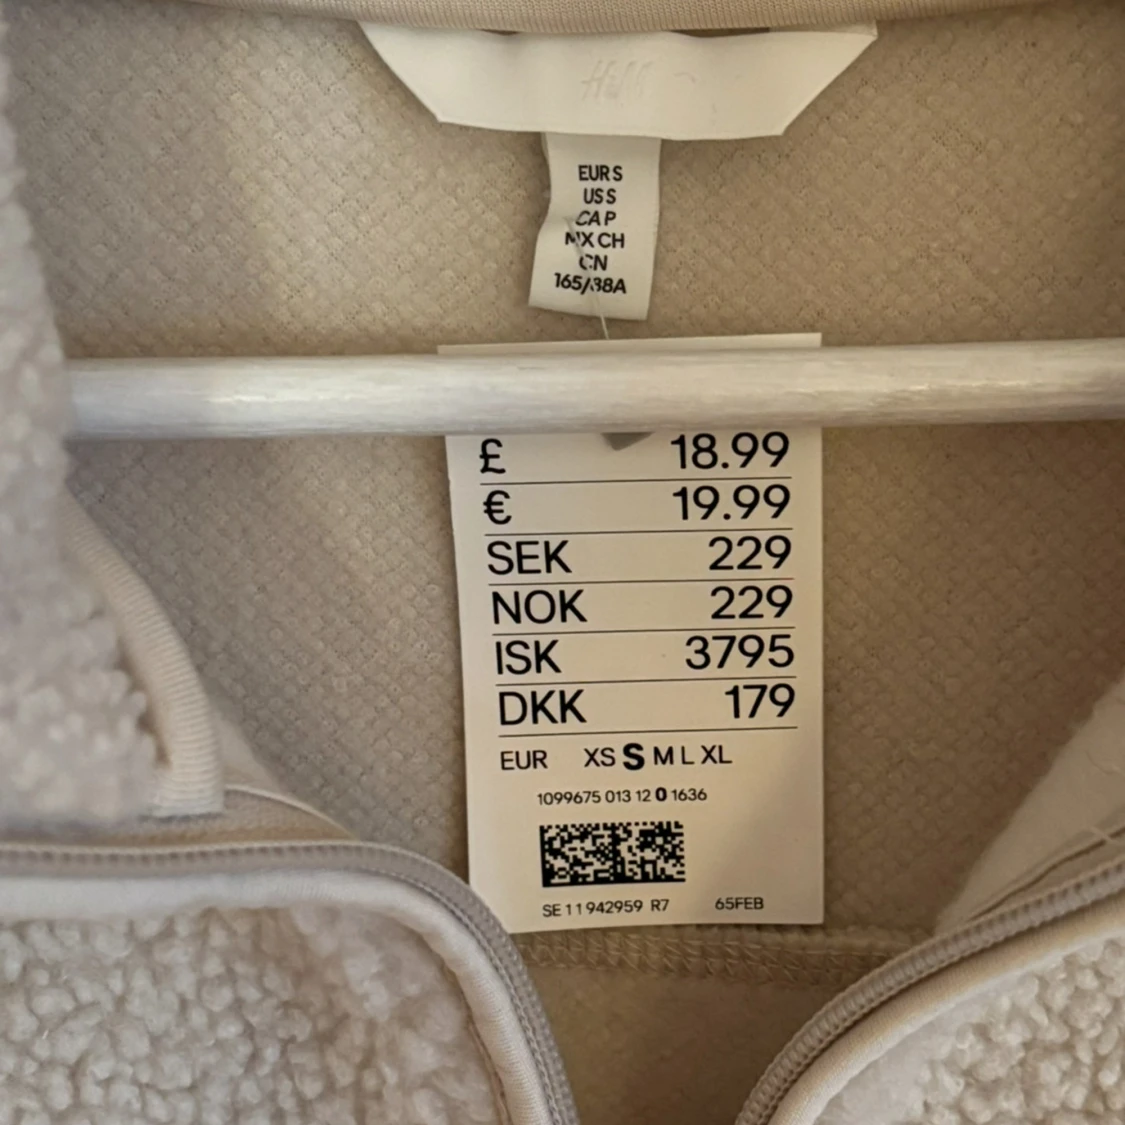 H&M
EUR S
US S
CA P
MX CH
CN
165/88A
£ 18.99
€ 19.99
SEK 229
NOK 229
ISK 3795
DKK 179
EUR XS S M L XL
1099675 013 12 0 1636
SE 11 942959 R7 65FEB